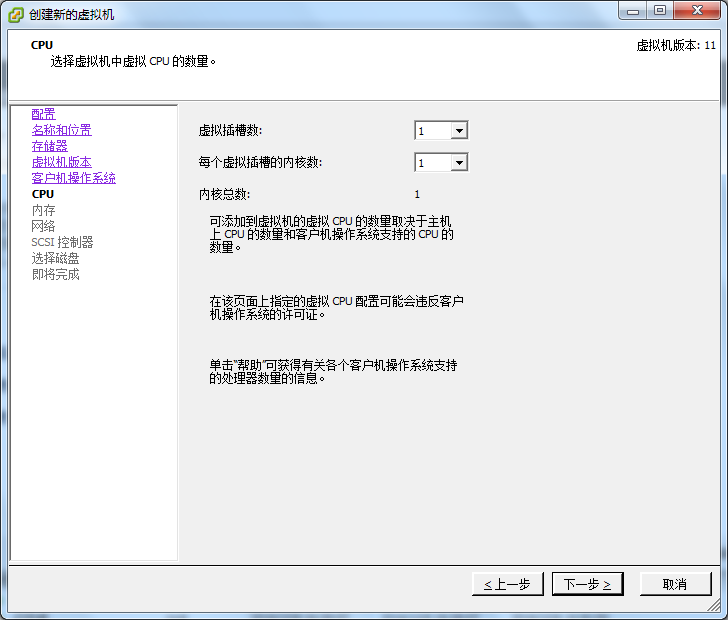 创建新的虚拟机
CPU
选择虚拟机中虚拟 CPU 的数量。
虚拟机版本: 11
配置
名称和位置
存储器
虚拟机版本
客户机操作系统
CPU
内存
网络
SCSI 控制器
选择磁盘
即将完成
虚拟插槽数: 1
每个虚拟插槽的内核数: 1
内核总数: 1
可添加到虚拟机的虚拟 CPU 的数量取决于主机
上 CPU 的数量和客户机操作系统支持的 CPU 的
数量。
在该页面上指定的虚拟 CPU 配置可能会违反客户
机操作系统的许可证。
单击“帮助”可获得有关各个客户机操作系统支持
的处理器数量的信息。
< 上一步 下一步 > 取消